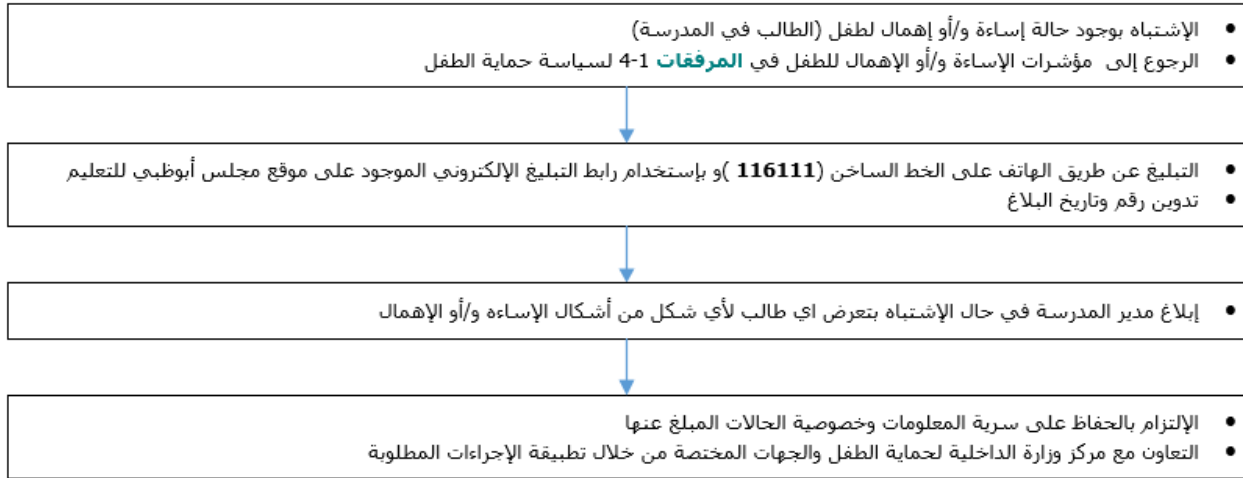 • الإشتباه بوجود حالة إساءة و/أو إهمال لطفل (الطالب في المدرسة)
• الرجوع إلى مؤشرات الإساءة و/أو الإهمال للطفل في المرفقات 1-4 لسياسة حماية الطفل
• التبليغ عن طريق الهاتف على الخط الساخن (116111 )و بإستخدام رابط التبليغ الإلكتروني الموجود على موقع مجلس أبوظبي للتعليم
• تدوين رقم وتاريخ البلاغ
• إبلاغ مدير المدرسة في حال الإشتباه بتعرض اي طالب لأي شكل من أشكال الإساءه و/أو الإهمال
• الإلتزام بالحفاظ على سرية المعلومات وخصوصية الحالات المبلغ عنها
• التعاون مع مركز وزارة الداخلية لحماية الطفل والجهات المختصة من خلال تطبيقة الإجراءات المطلوبة